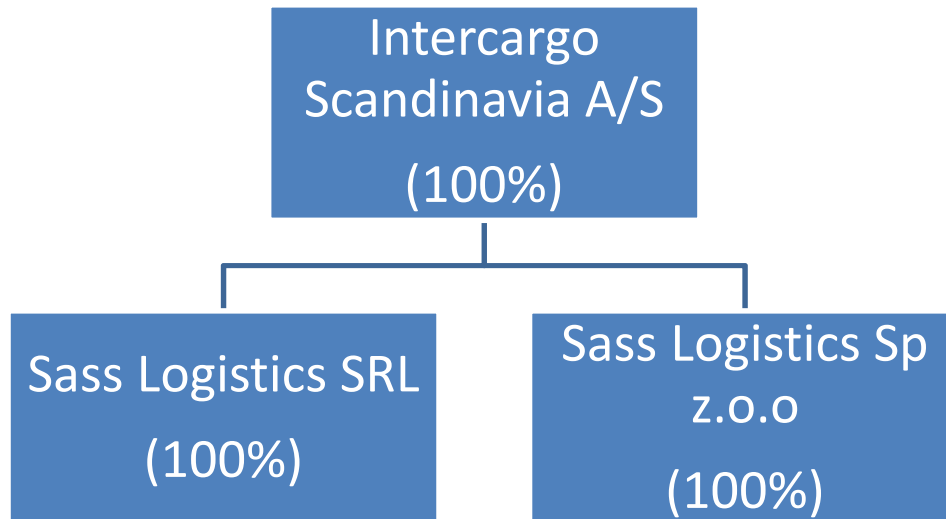 Intercargo
Scandinavia A/S
(100%)
Sass Logistics SRL
(100%)
Sass Logistics Sp
z.o.o
(100%)